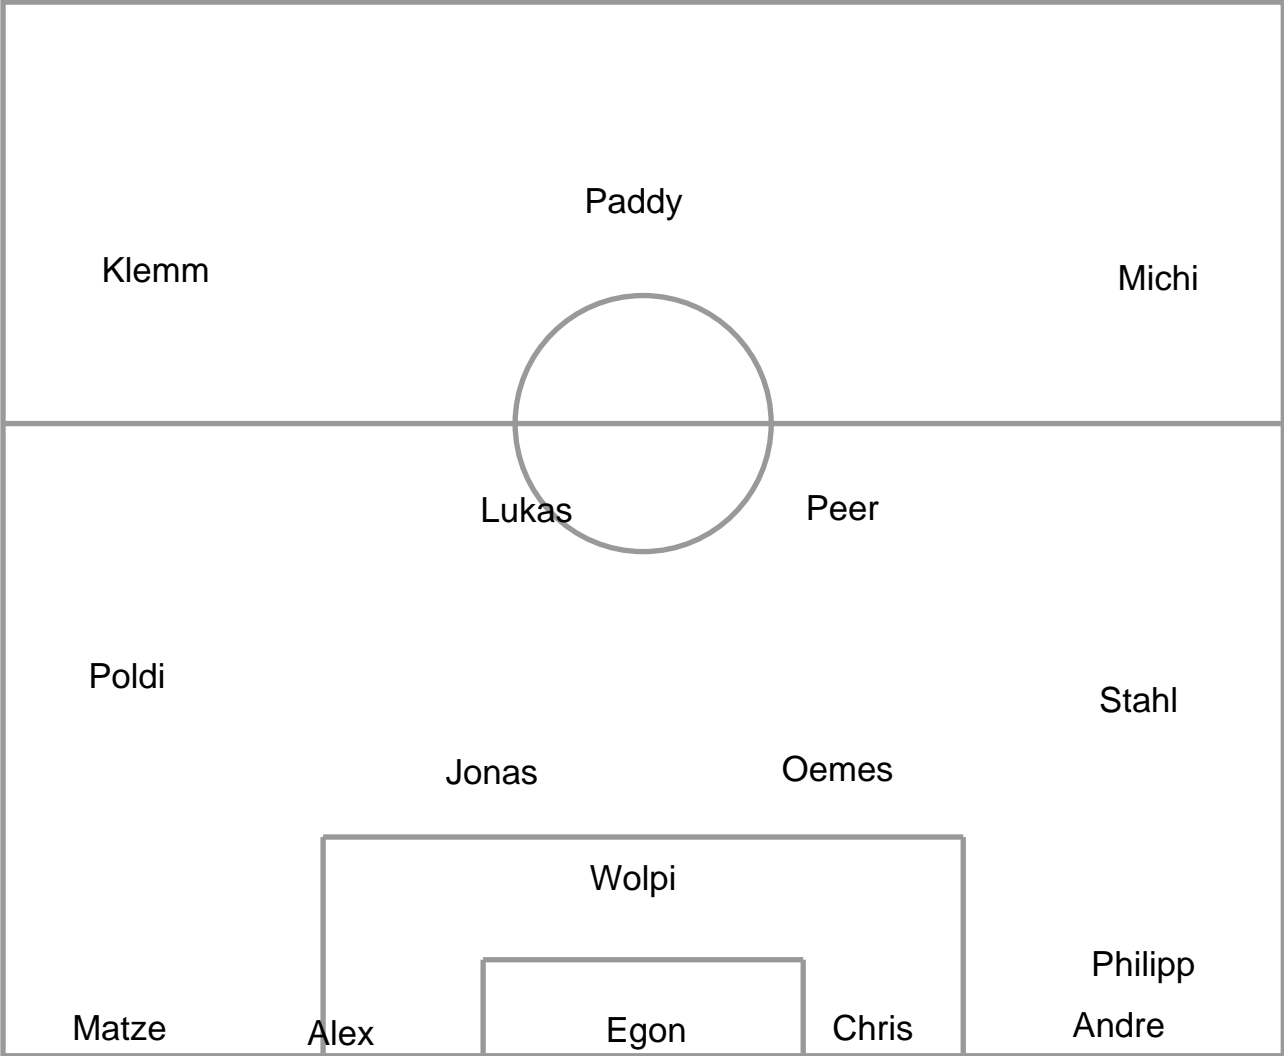 Paddy
Klemm
Michi
Lukas
Peer
Poldi
Stahl
Jonas
Oemes
Wolpi
Philipp
Matze
Alex
Egon
Chris
Andre